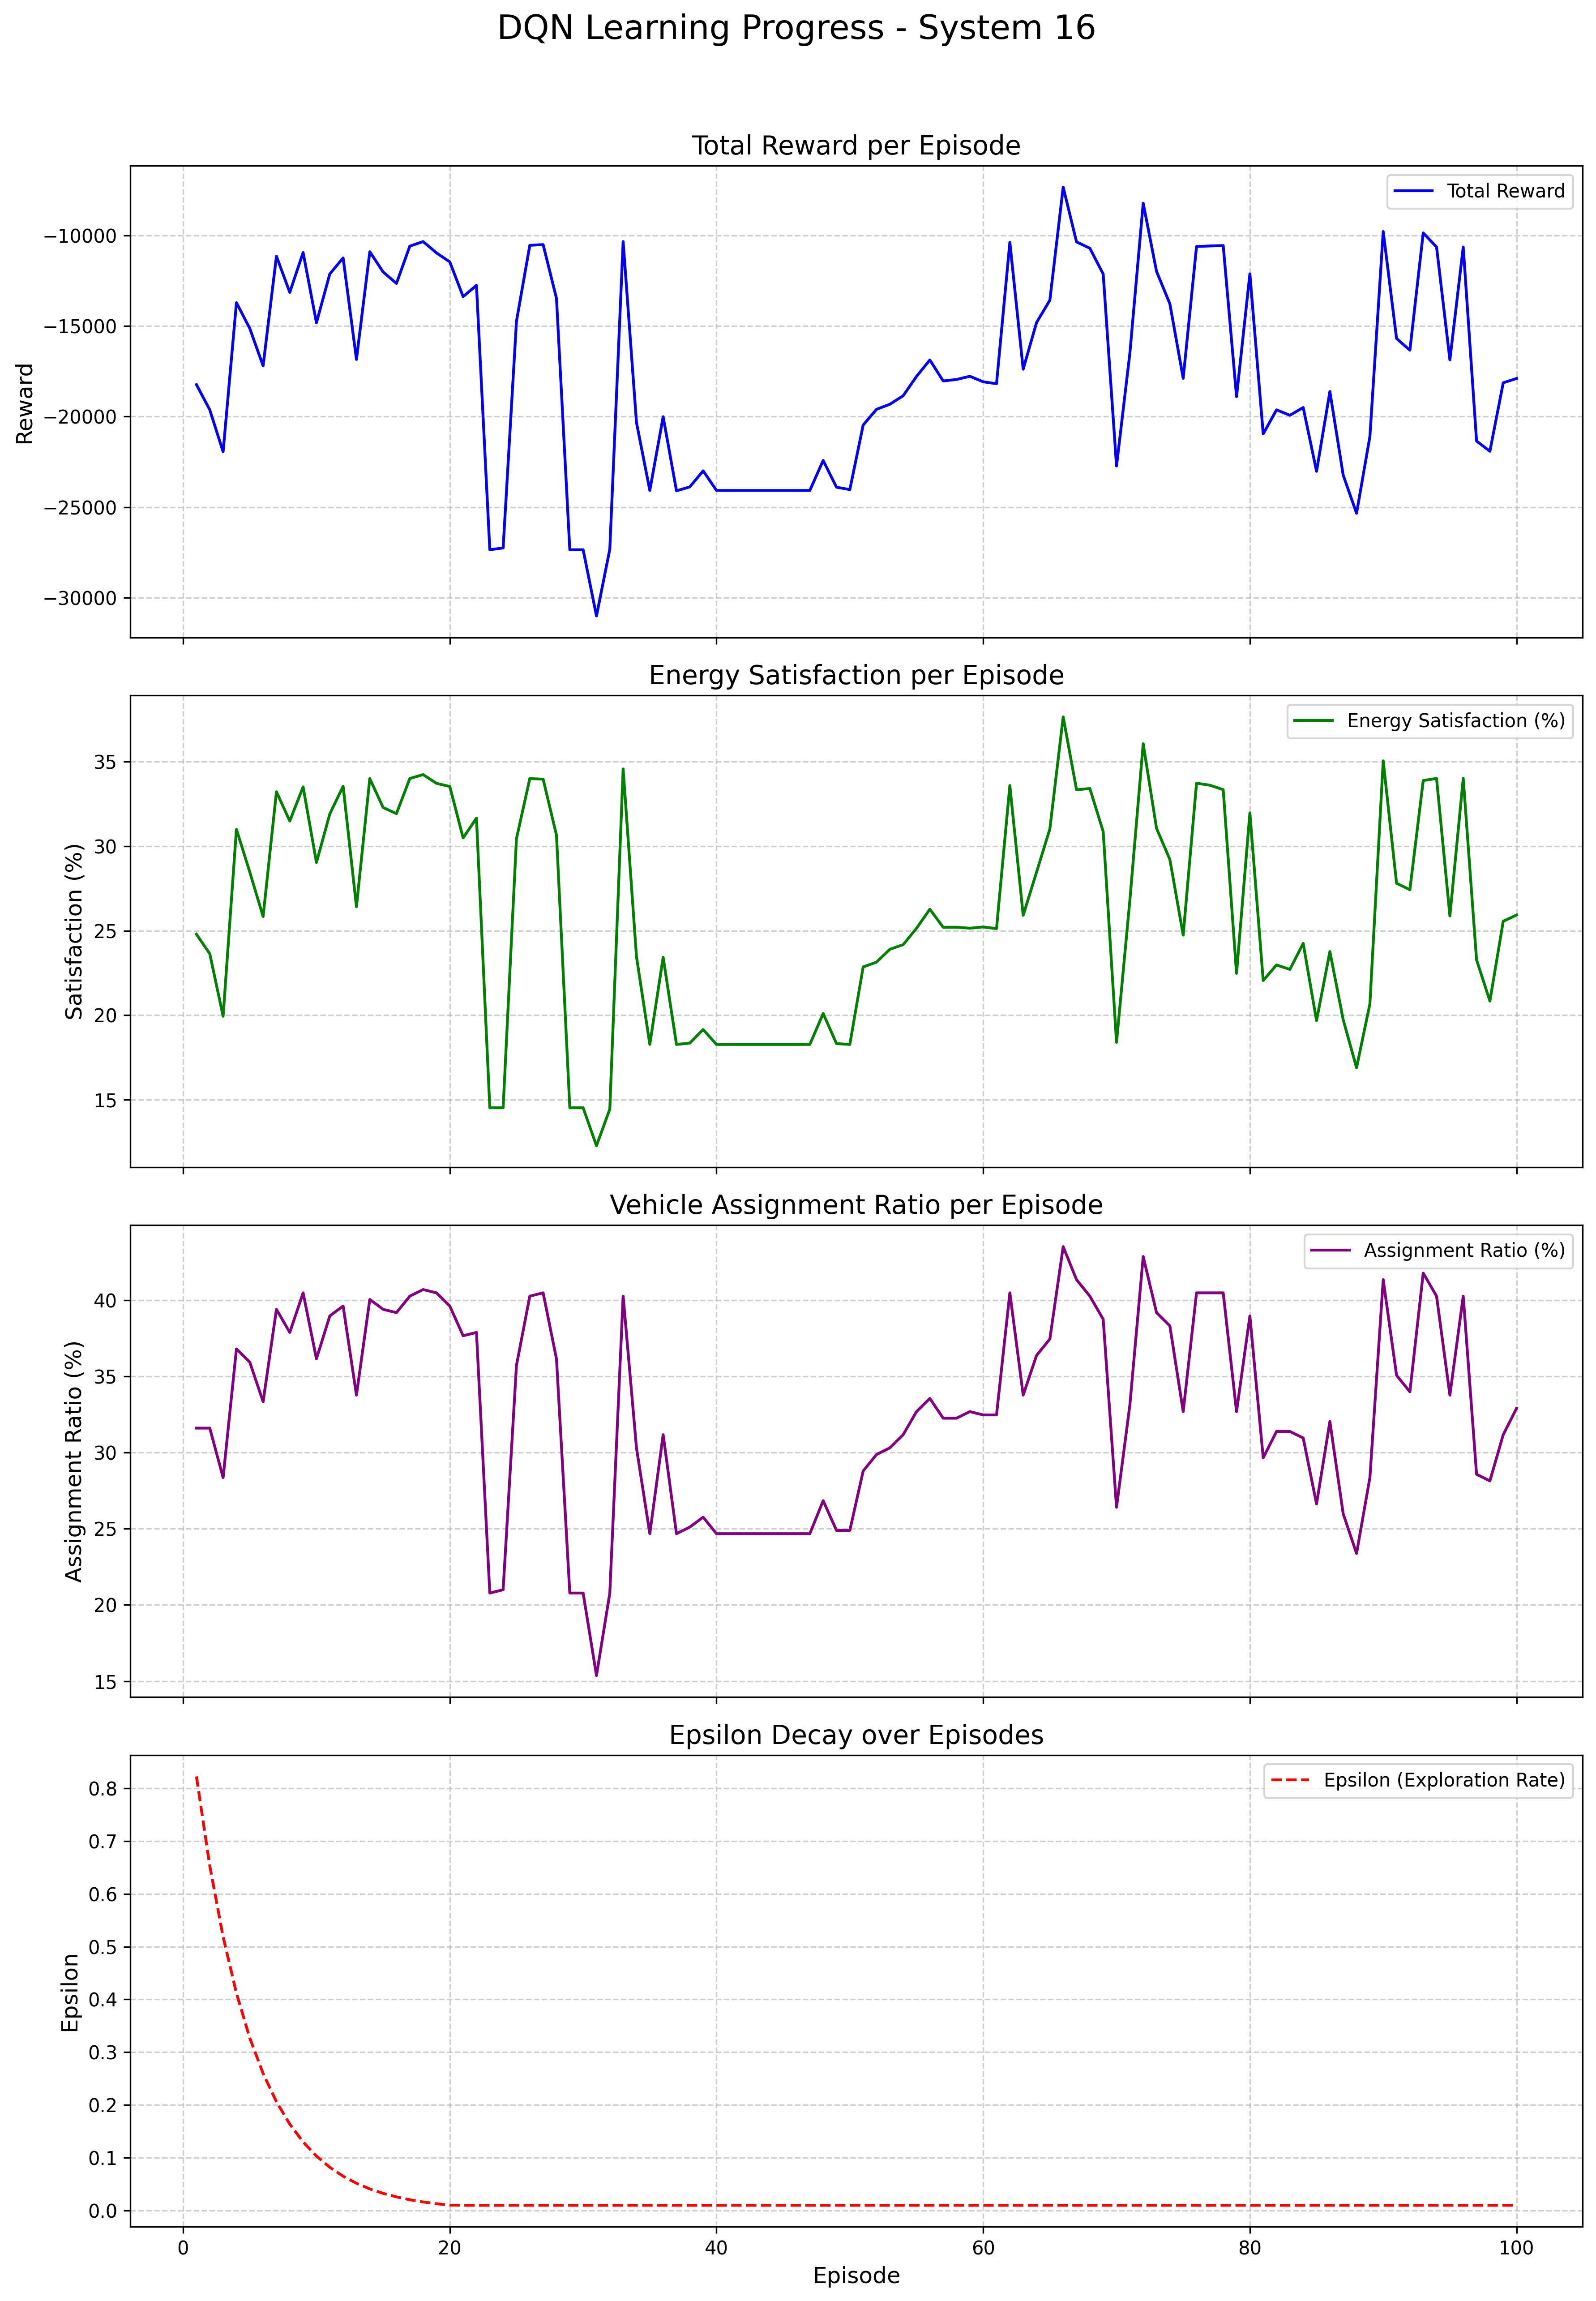 DQN Learning Progress - System 16
Total Reward per Episode
Total Reward
−10000
−15000
−20000
−25000
−30000
Reward
Energy Satisfaction per Episode
Energy Satisfaction (%)
35
30
25
20
15
Satisfaction (%)
Vehicle Assignment Ratio per Episode
Assignment Ratio (%)
40
35
30
25
20
15
Assignment Ratio (%)
Epsilon Decay over Episodes
Epsilon (Exploration Rate)
0.8
0.7
0.6
0.5
0.4
0.3
0.2
0.1
0.0
Epsilon
0 20 40 60 80 100
Episode